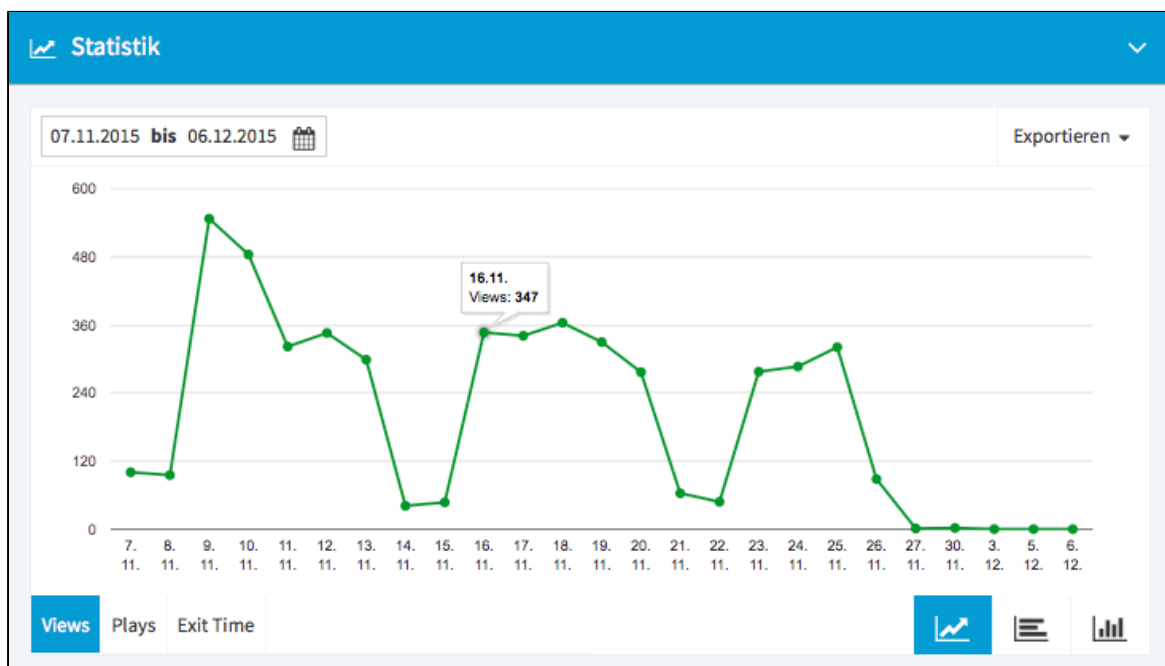 Statistik
07.11.2015 bis 06.12.2015
Exportieren
600
480
360
240
120
0
16.11.
Views: 347
7. 8. 9. 10. 11. 12. 13. 14. 15. 16. 17. 18. 19. 20. 21. 22. 23. 24. 25. 26. 27. 30. 3. 5. 6.
11. 11. 11. 11. 11. 11. 11. 11. 11. 11. 11. 11. 11. 11. 11. 11. 11. 11. 11. 11. 11. 11. 12. 12. 12.
Views Plays Exit Time